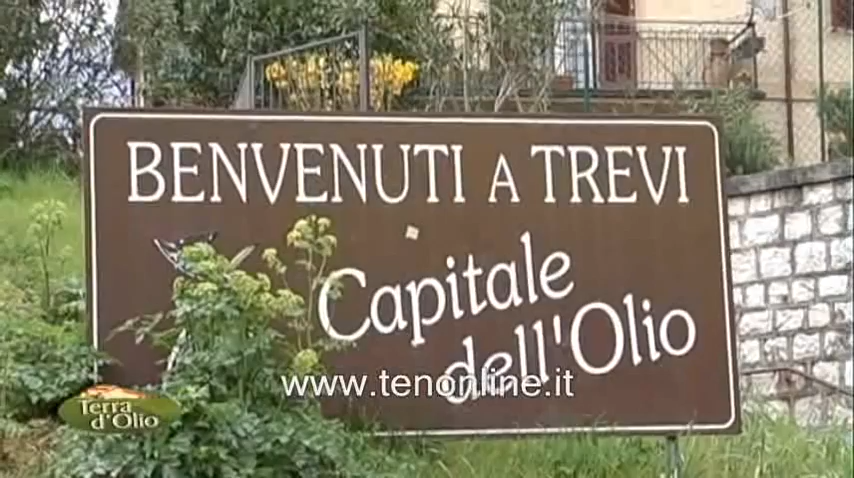 BENVENUTI A TREVI
Capitale
dell'Olio
www.tenonline.it
Terra
d'Olio